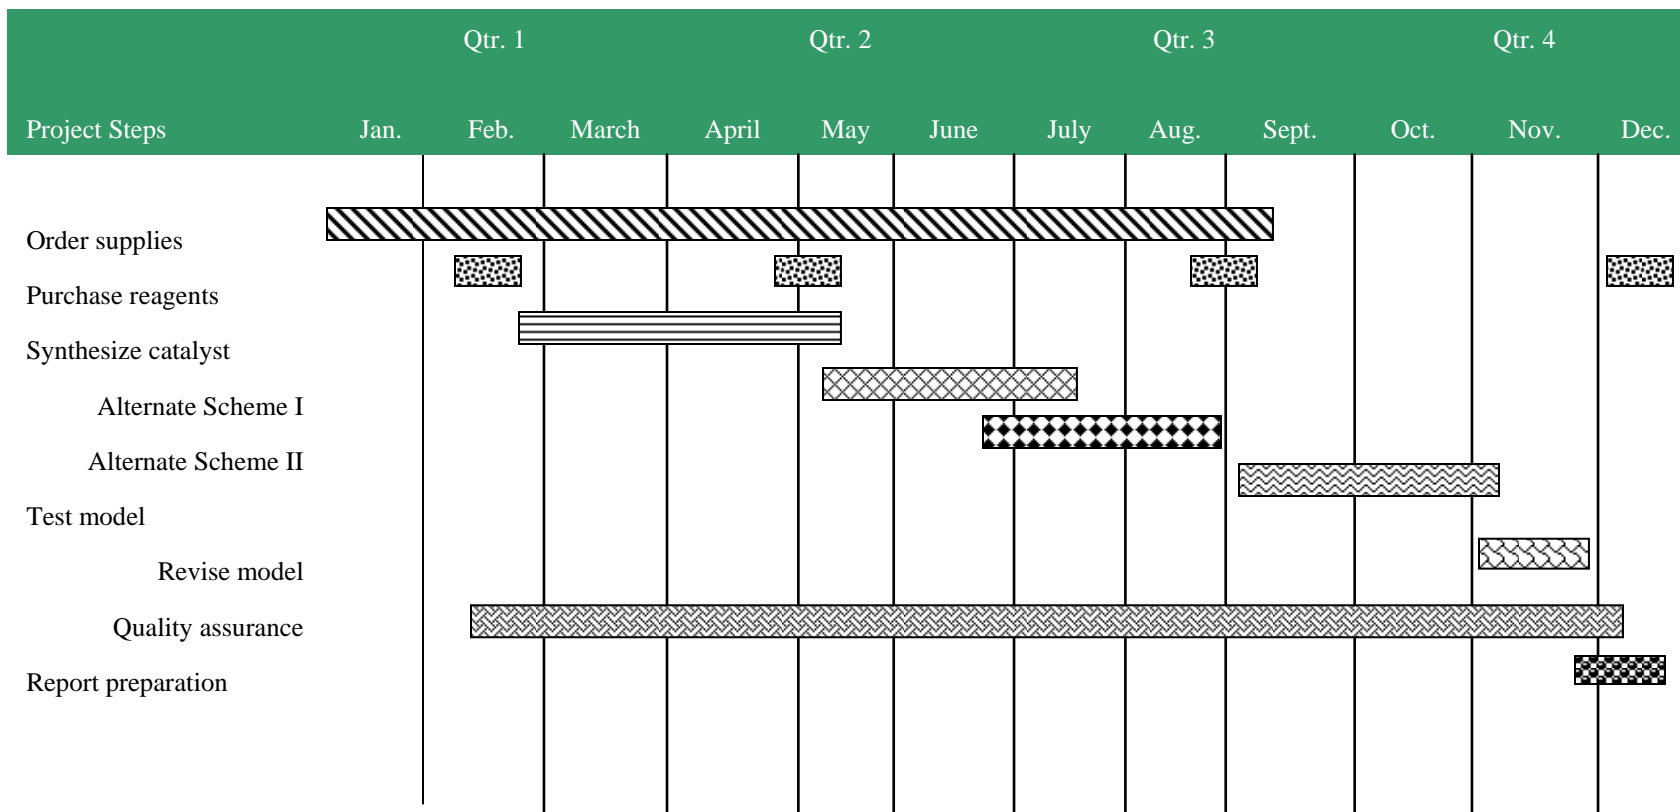 Qtr. 1 Qtr. 2 Qtr. 3 Qtr. 4
Project Steps Jan. Feb. March April May June July Aug. Sept. Oct. Nov. Dec.
Order supplies
Purchase reagents
Synthesize catalyst
Alternate Scheme I
Alternate Scheme II
Test model
Revise model
Quality assurance
Report preparation